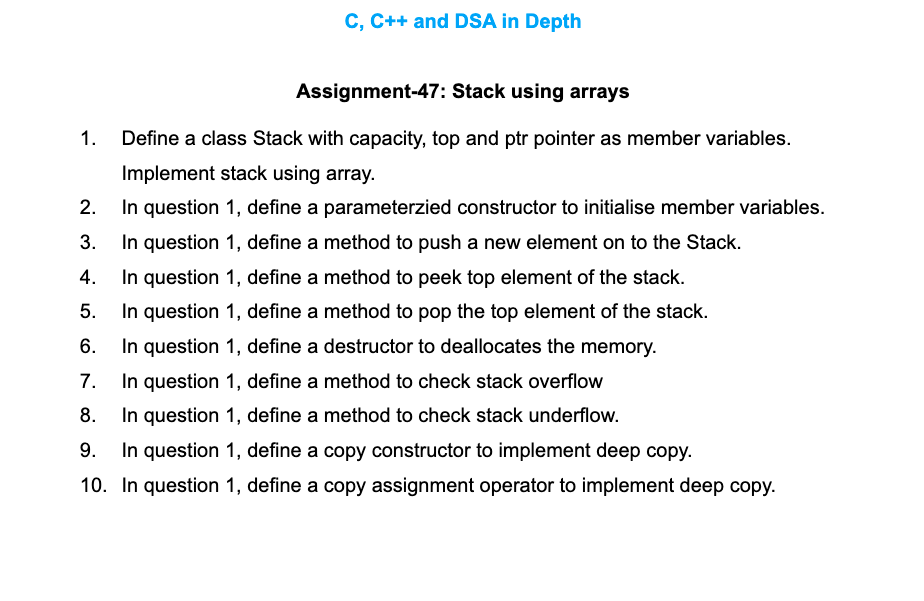 C, C++ and DSA in Depth
Assignment-47: Stack using arrays
1. Define a class Stack with capacity, top and ptr pointer as member variables.
Implement stack using array.
2. In question 1, define a parameterzied constructor to initialise member variables.
3. In question 1, define a method to push a new element on to the Stack.
4. In question 1, define a method to peek top element of the stack.
5. In question 1, define a method to pop the top element of the stack.
6. In question 1, define a destructor to deallocates the memory.
7. In question 1, define a method to check stack overflow
8. In question 1, define a method to check stack underflow.
9. In question 1, define a copy constructor to implement deep copy.
10. In question 1, define a copy assignment operator to implement deep copy.